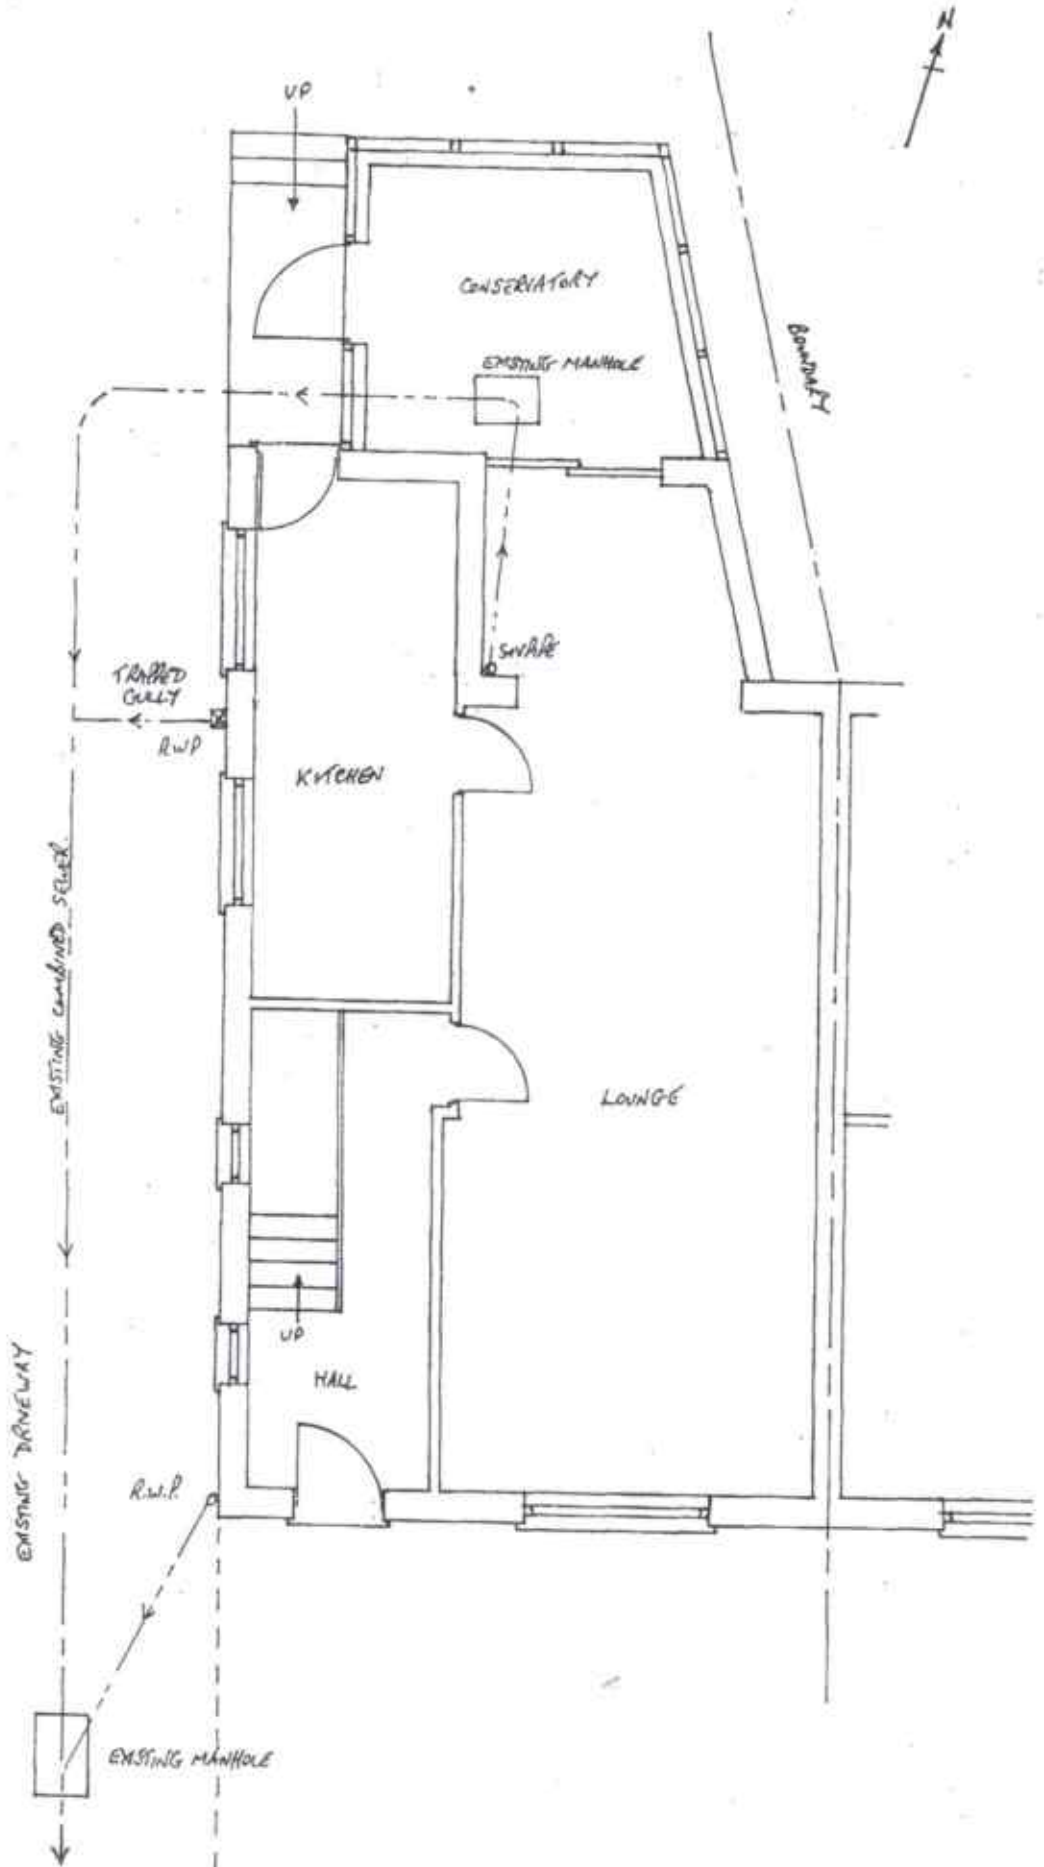 N
UP
CONSERVATORY
EXISTING MANHOLE
BOUNDARY
SVP/RE
TRAPPED
GULLY
RWP
KITCHEN
EXISTING COMBINED SEWER.
LOUNGE
UP
HALL
EXISTING DRIVEWAY
R.W.P.
EXISTING MANHOLE